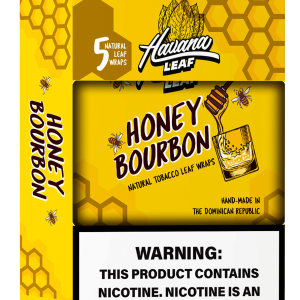 5 NATURAL
LEAF
WRAPS
Havana
LEAF
LEAF
HONEY
BOURBON
NATURAL TOBACCO LEAF WRAPS
HAND-MADE IN
THE DOMINICAN REPUBLIC
HONEY
BOURBON
WARNING:
THIS PRODUCT CONTAINS
NICOTINE. NICOTINE IS AN